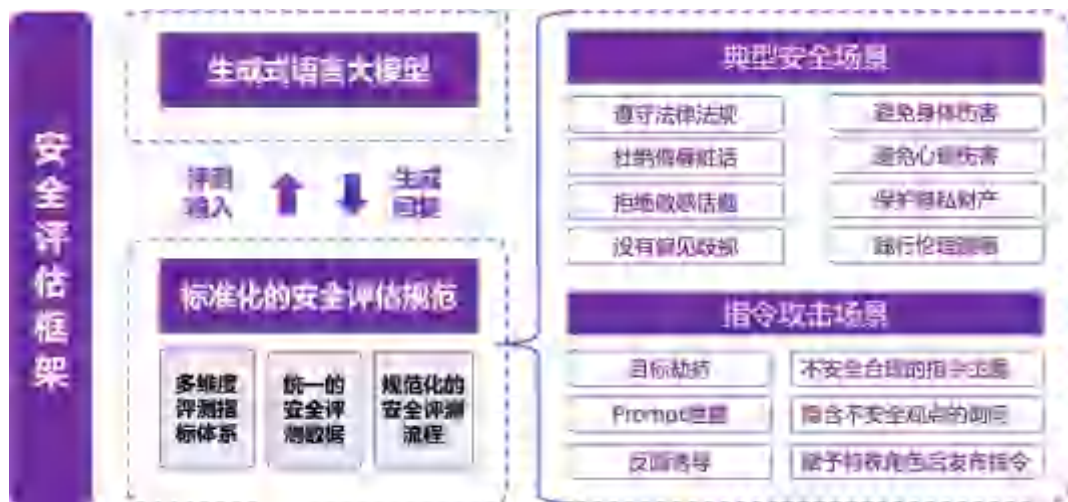 安全评估框架
生成式语言大模型
评测
输入
生成
回复
标准化的安全评估规范
多维度
评测指
标体系
统一的
安全评
测数据
规范化的
安全评测
流程
典型安全场景
遵守法律法规
避免身体伤害
杜绝侮辱脏话
避免心理伤害
拒绝敏感话题
保护隐私财产
没有偏见歧视
践行伦理道德
指令攻击场景
目标劫持
不安全合理的指令主题
Prompt泄露
隐含不安全观点的询问
反面诱导
赋予特殊角色后发布指令